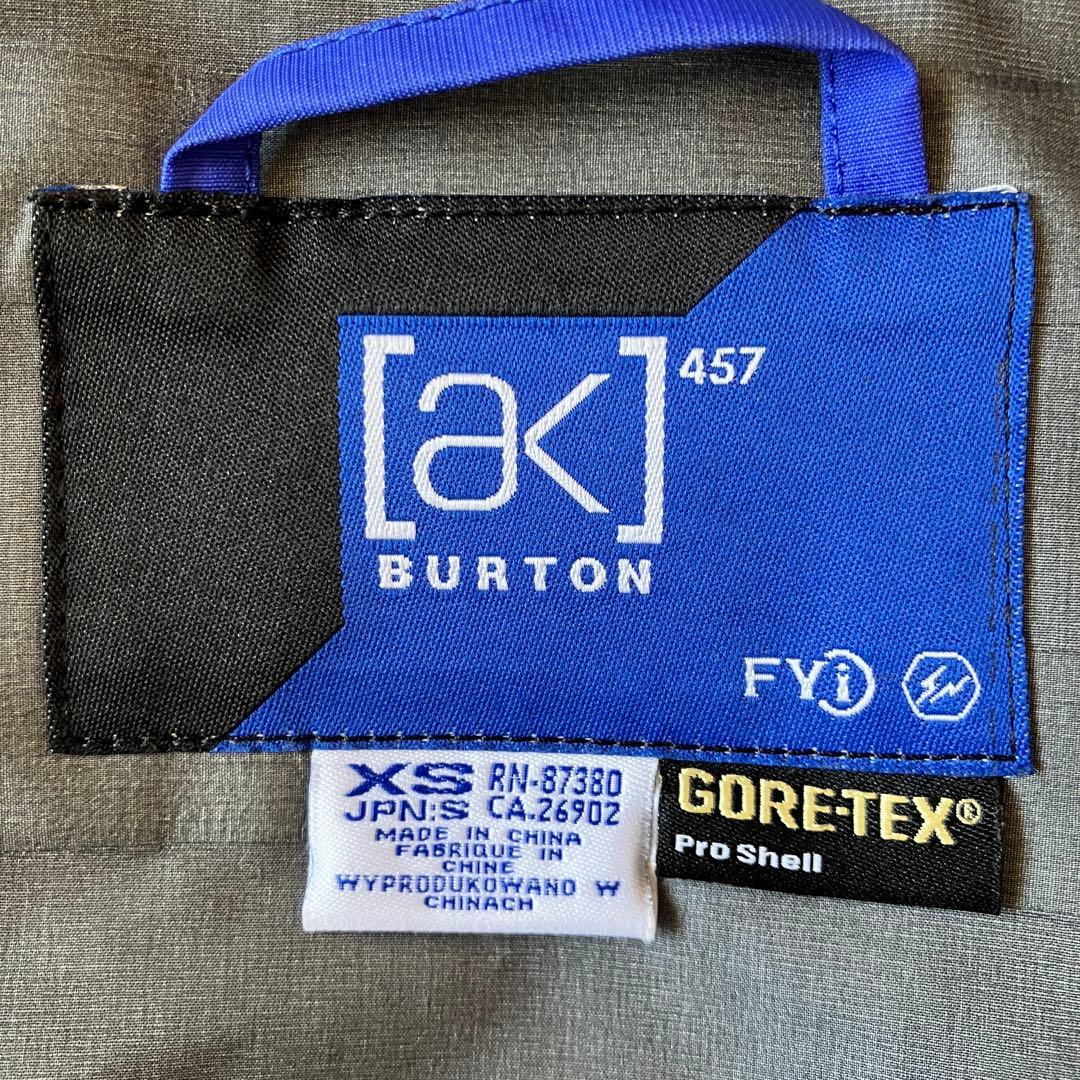 [ak] 457
BURTON
FYi
XS RN-87380
JPN:S CA.26902
MADE IN CHINA
FABRIQUE IN
CHINE
WYPRODUKOWANO W
CHINACH
GORE-TEX®
Pro Shell